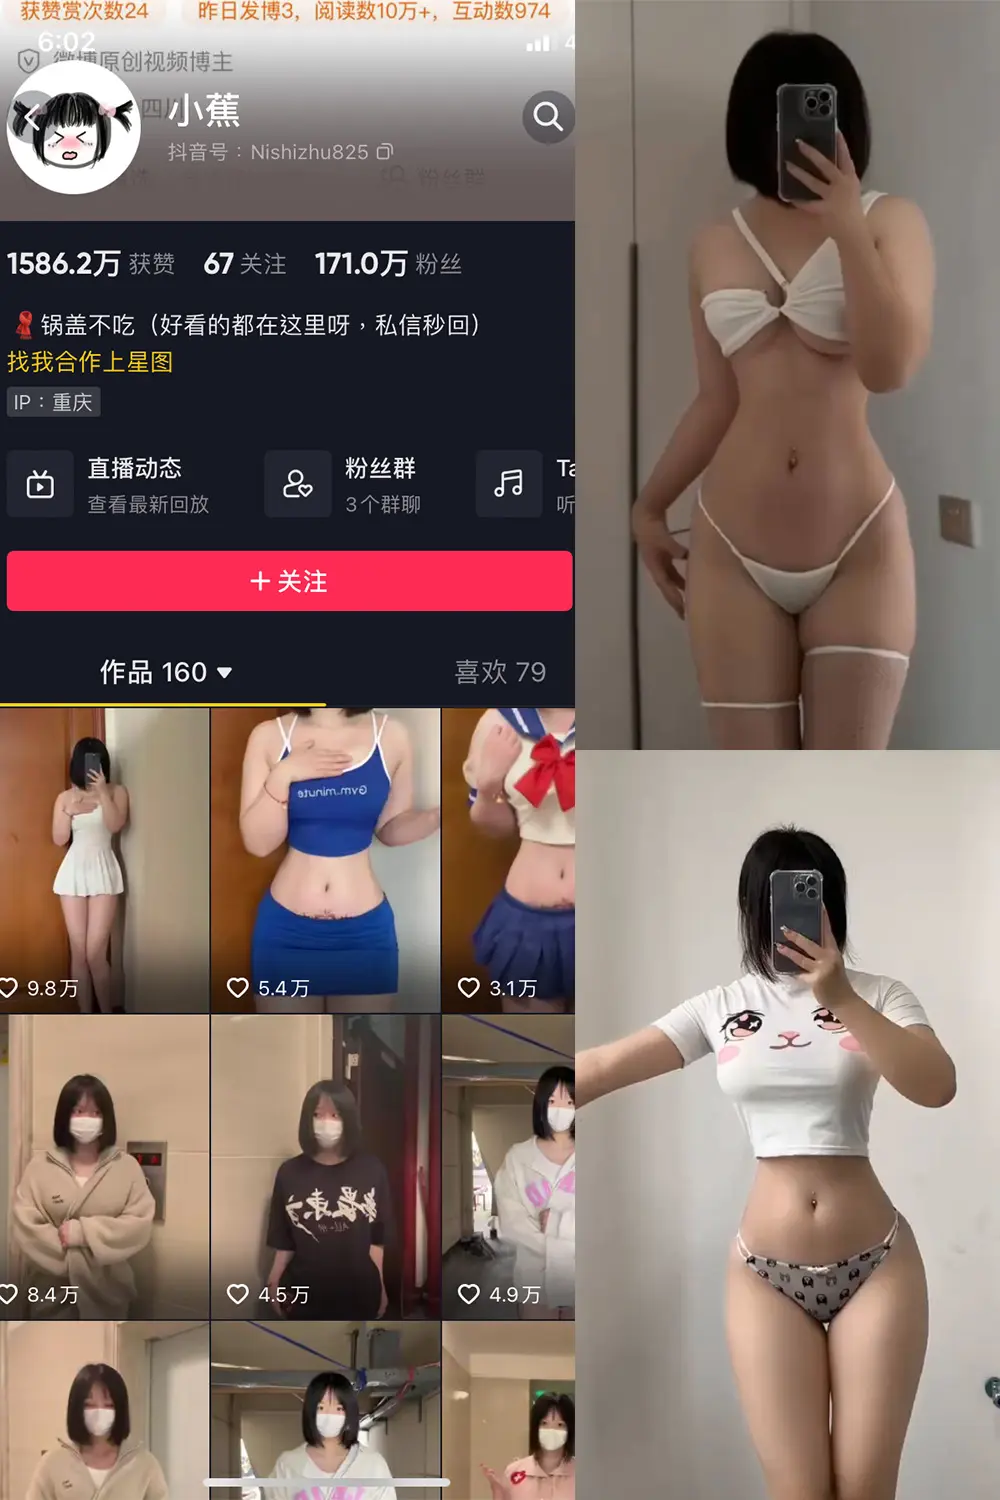 获赞赏次数24
昨日发博3，阅读数10万+，互动数974
6:02
4
微博原创视频博主
四川
小蕉
抖音号：Nishizhu825
粉丝群
1586.2万 获赞 67 关注 171.0万 粉丝
锅盖不吃（好看的都在这里呀，私信秒回）
找我合作上星图
IP：重庆
直播动态
查看最新回放
粉丝群
3个群聊
Ta
听
+ 关注
作品 160
喜欢 79
Gym.minute
9.8万
5.4万
3.1万
8.4万
4.5万
4.9万